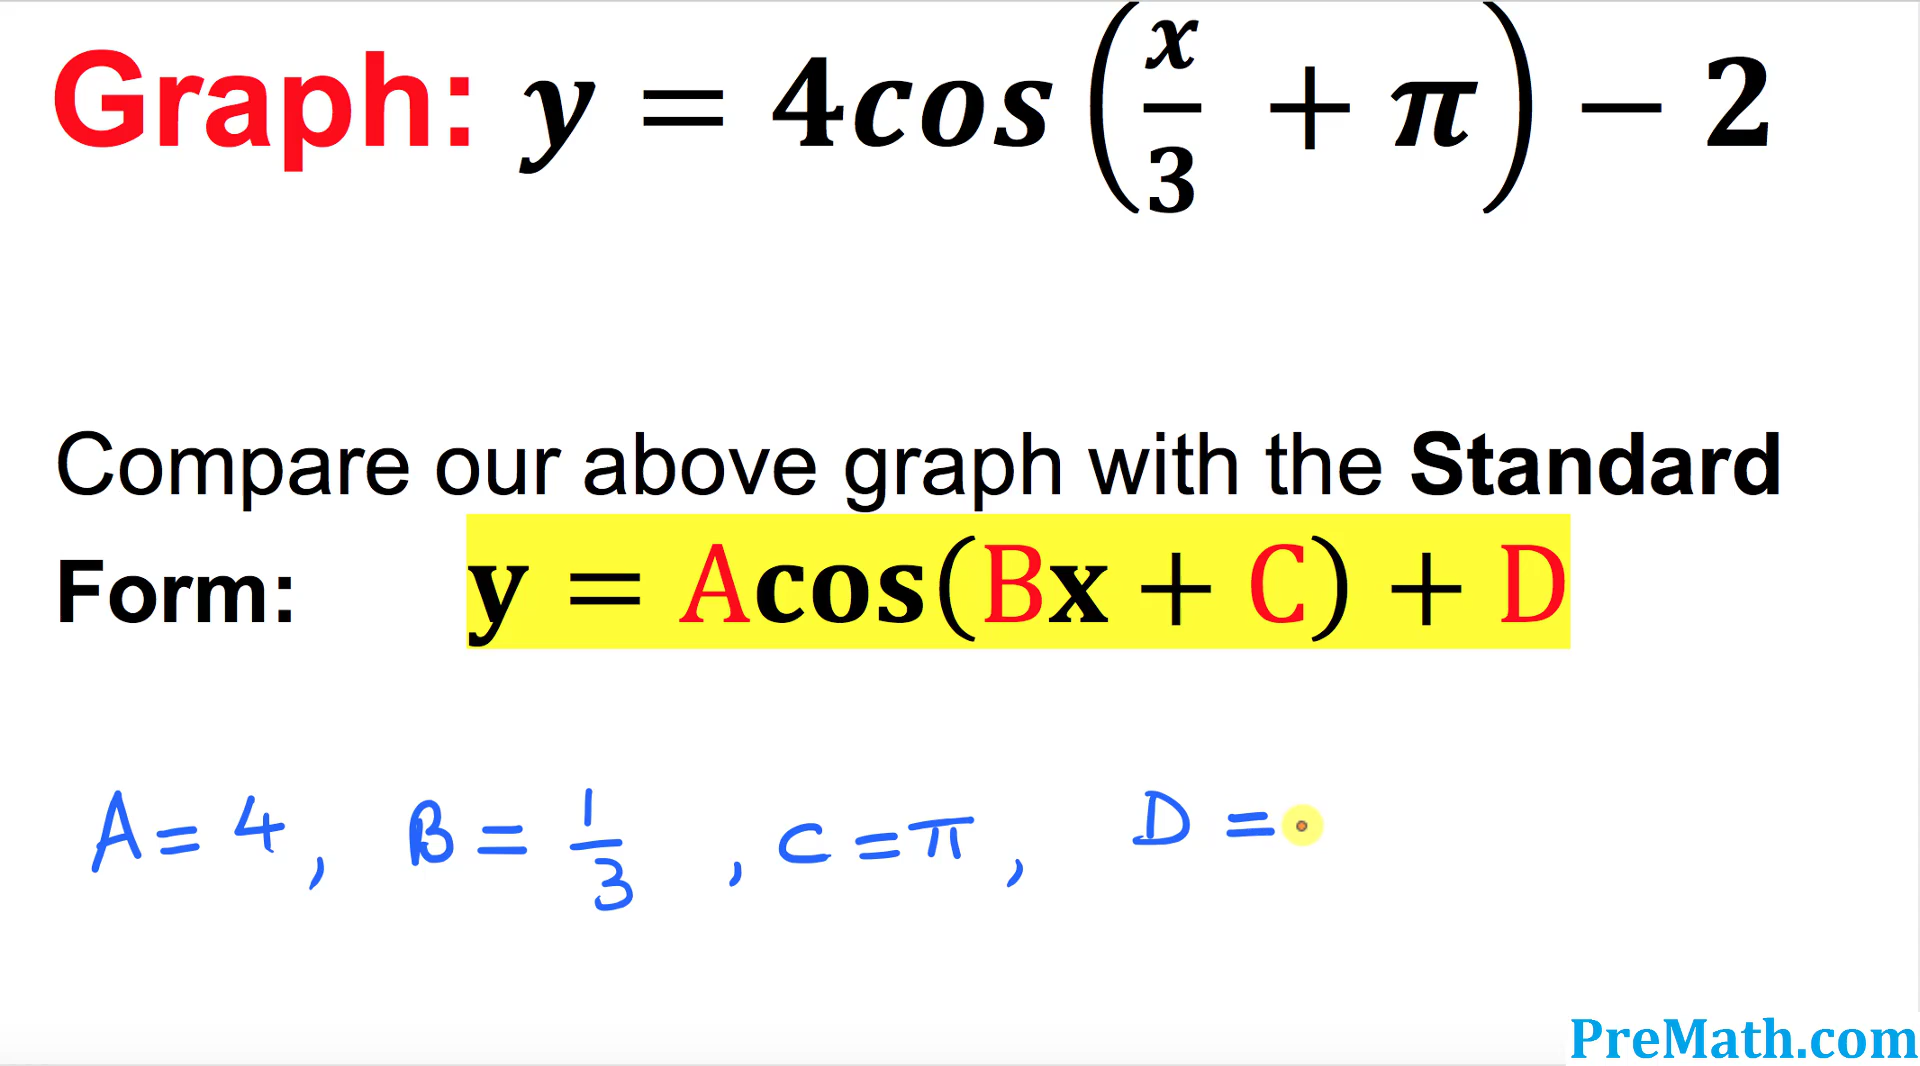 Graph: y = 4cos(x/3 + π) − 2
Compare our above graph with the Standard
Form: y = Acos(Bx + C) + D
A = 4, B = 1/3, C = π, D =
PreMath.com